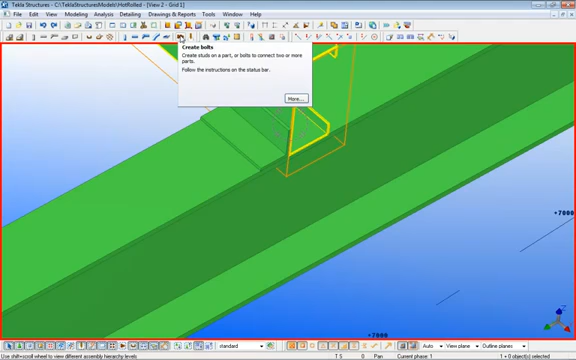 Tekla Structures - C:\TeklaStructuresModels\HotRolled - [View 2 - Grid 1]
File Edit View Modeling Analysis Detailing Drawings & Reports Tools Window Help
Create bolts
Create studs on a part, or bolts to connect two or more
parts.
Follow the instructions on the status bar.
More...
+7000
+7000
standard
Auto
View plane
Outline planes
Use shift+scroll wheel to view different assembly hierarchy levels
T S
0
Pan
Current phase: 1
1 + 0 object(s) selected